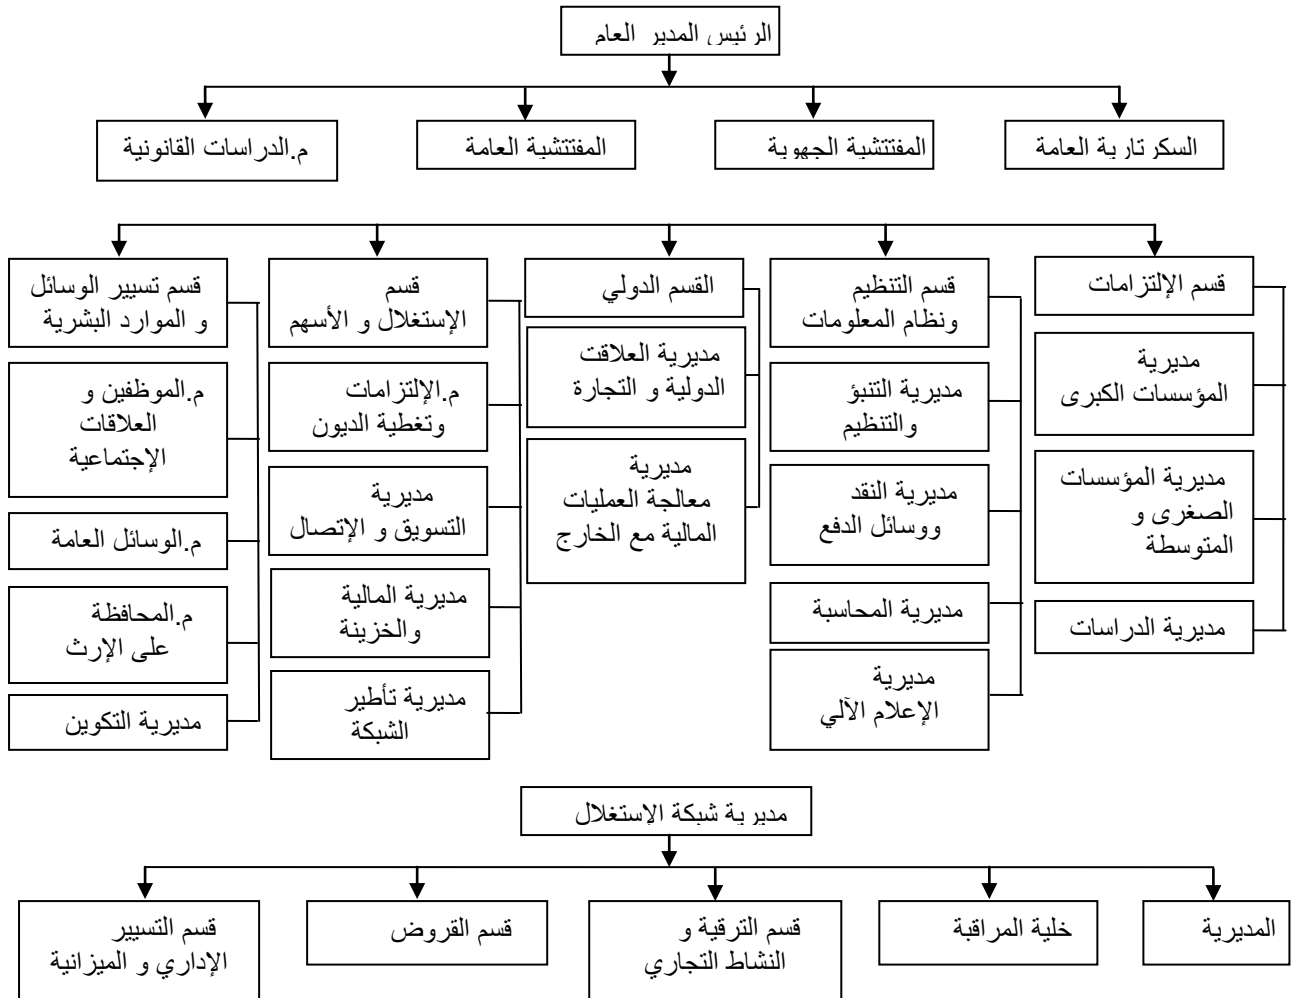 الرئيس المدير العام
السكرتارية العامة
المفتتشية الجهوية
المفتتشية العامة
م.الدراسات القانونية
قسم الإلتزامات
مديرية
المؤسسات الكبرى
مديرية المؤسسات
الصغرى و
المتوسطة
مديرية الدراسات
قسم التنظيم
ونظام المعلومات
مديرية التنبؤ
والتنظيم
مديرية النقد
ووسائل الدفع
مديرية المحاسبة
مديرية
الإعلام الآلي
القسم الدولي
مديرية العلاقت
الدولية و التجارة
مديرية
معالجة العمليات
المالية مع الخارج
قسم
الإستغلال و الأسهم
م.الإلتزامات
وتغطية الديون
مديرية
التسويق و الإتصال
مديرية المالية
والخزينة
مديرية تأطير
الشبكة
قسم تسيير الوسائل
و الموارد البشرية
م.الموظفين و
العلاقات
الإجتماعية
م.الوسائل العامة
م.المحافظة
على الإرث
مديرية التكوين
مديرية شبكة الإستغلال
المديرية
خلية المراقبة
قسم الترقية و
النشاط التجاري
قسم القروض
قسم التسيير
الإداري و الميزانية